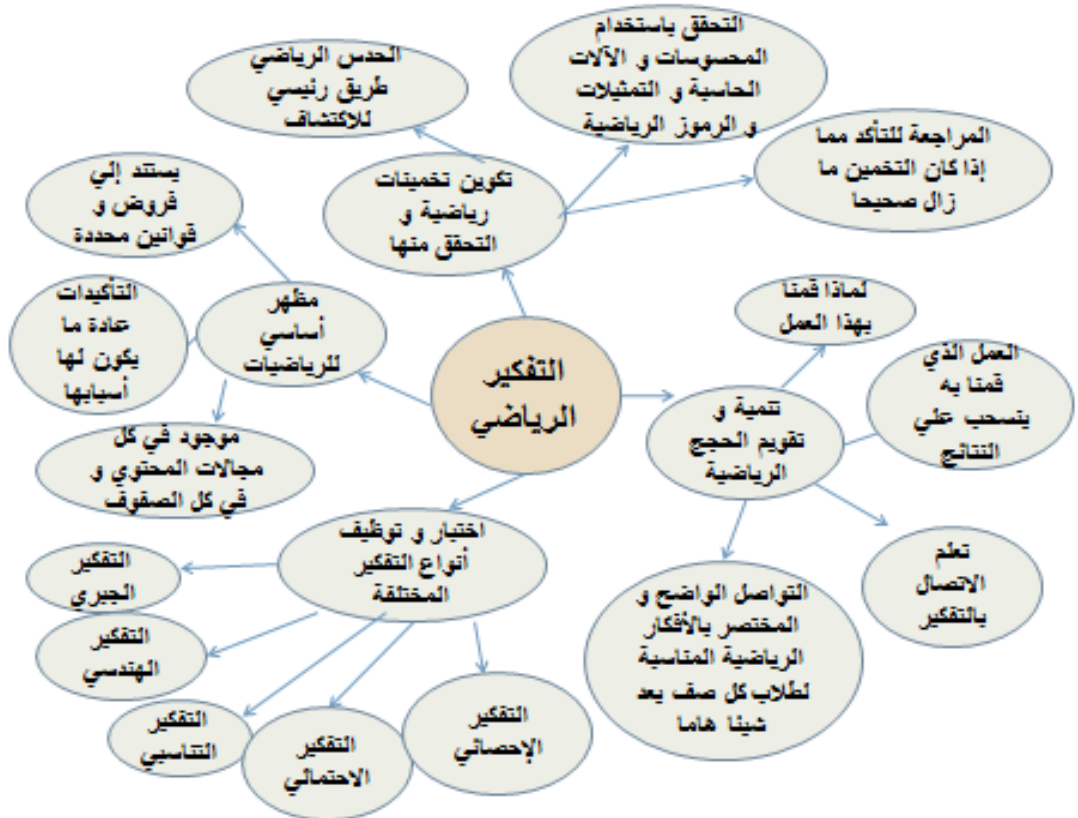 التفكير
الرياضي
تكوين تخمينات
رياضية و
التحقق منها
الحدس الرياضي
طريق رئيسي
للاكتشاف
التحقق باستخدام
المحسوسات و الآلات
الحاسبة و التمثيلات
و الرموز الرياضية
المراجعة للتأكد مما
إذا كان التخمين ما
زال صحيحا
تنمية و
تقويم الحجج
الرياضية
لماذا قمنا
بهذا العمل
العمل الذي
قمنا به
ينسحب علي
النتائج
تعلم
الاتصال
بالتفكير
التواصل الواضح و
المختصر بالأفكار
الرياضية المناسبة
لطلاب كل صف يعد
شيئا هاما
اختيار و توظيف
أنواع التفكير
المختلفة
التفكير
الإحصائي
التفكير
الاحتمالي
التفكير
التناسبي
التفكير
الهندسي
التفكير
الجبري
مظهر
أساسي
للرياضيات
يستند إلي
فروض و
قوانين محددة
التأكيدات
عادة ما
يكون لها
أسبابها
موجود في كل
مجالات المحتوي و
في كل الصفوف